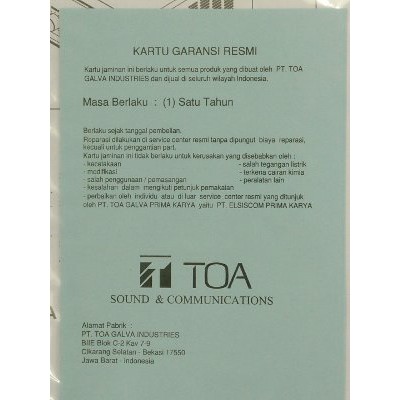 KARTU GARANSI RESMI
Kartu jaminan ini berlaku untuk semua produk yang dibuat oleh PT. TOA
GALVA INDUSTRIES dan dijual di seluruh wilayah Indonesia.
Masa Berlaku : (1) Satu Tahun
Berlaku sejak tanggal pembelian.
Reparasi dilakukan di service center resmi tanpa dipungut biaya reparasi,
kecuali untuk penggantian part.
Kartu jaminan ini tidak berlaku untuk kerusakan yang disebabkan oleh :
- kecelakaan - salah tegangan listrik
- modifikasi - terkena cairan kimia
- salah penggunaan / pemasangan - peralatan lain
- kesalahan dalam mengikuti petunjuk pemakaian
- perbaikan oleh individu atau di luar service center resmi yang ditunjuk
oleh PT. TOA GALVA PRIMA KARYA yaitu PT. ELSISCOM PRIMA KARYA
TOA
SOUND & COMMUNICATIONS
Alamat Pabrik :
PT. TOA GALVA INDUSTRIES
BIIE Blok C-2 Kav 7-9
Cikarang Selatan - Bekasi 17550
Jawa Barat - Indonesia